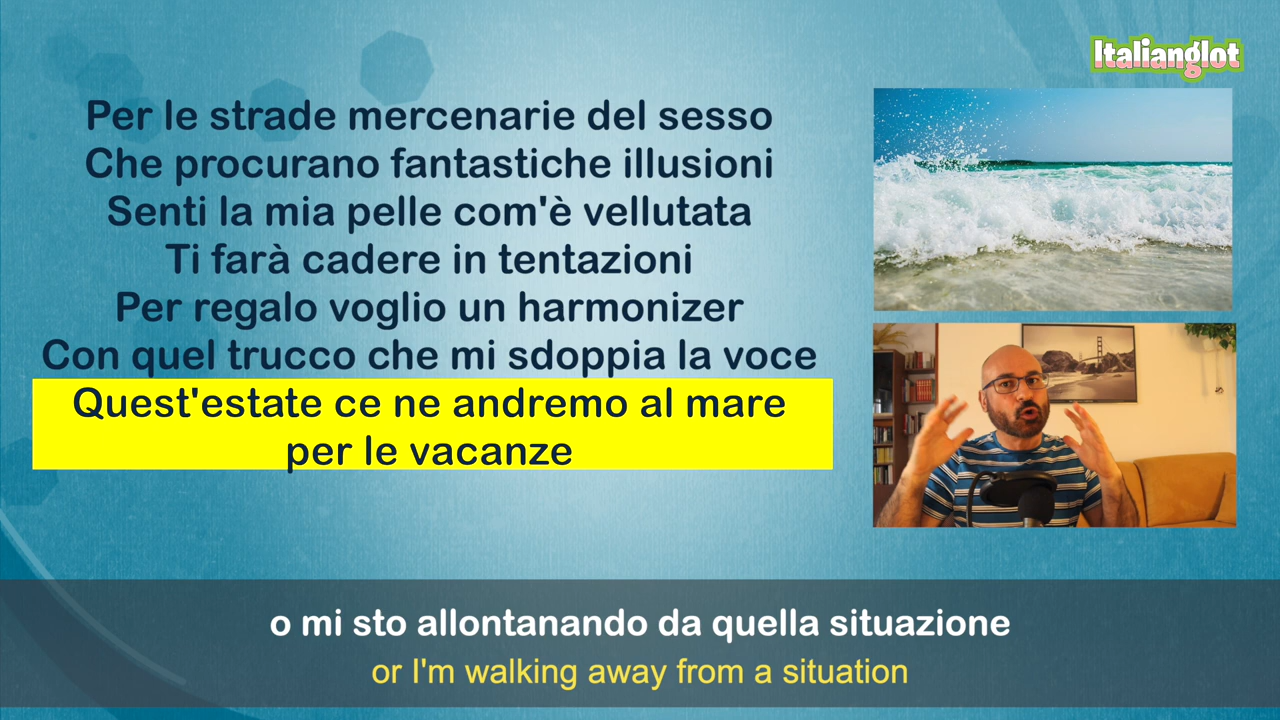 Italianglot
Per le strade mercenarie del sesso
Che procurano fantastiche illusioni
Senti la mia pelle com'è vellutata
Ti farà cadere in tentazioni
Per regalo voglio un harmonizer
Con quel trucco che mi sdoppia la voce
Quest'estate ce ne andremo al mare
per le vacanze
o mi sto allontanando da quella situazione
or I'm walking away from a situation